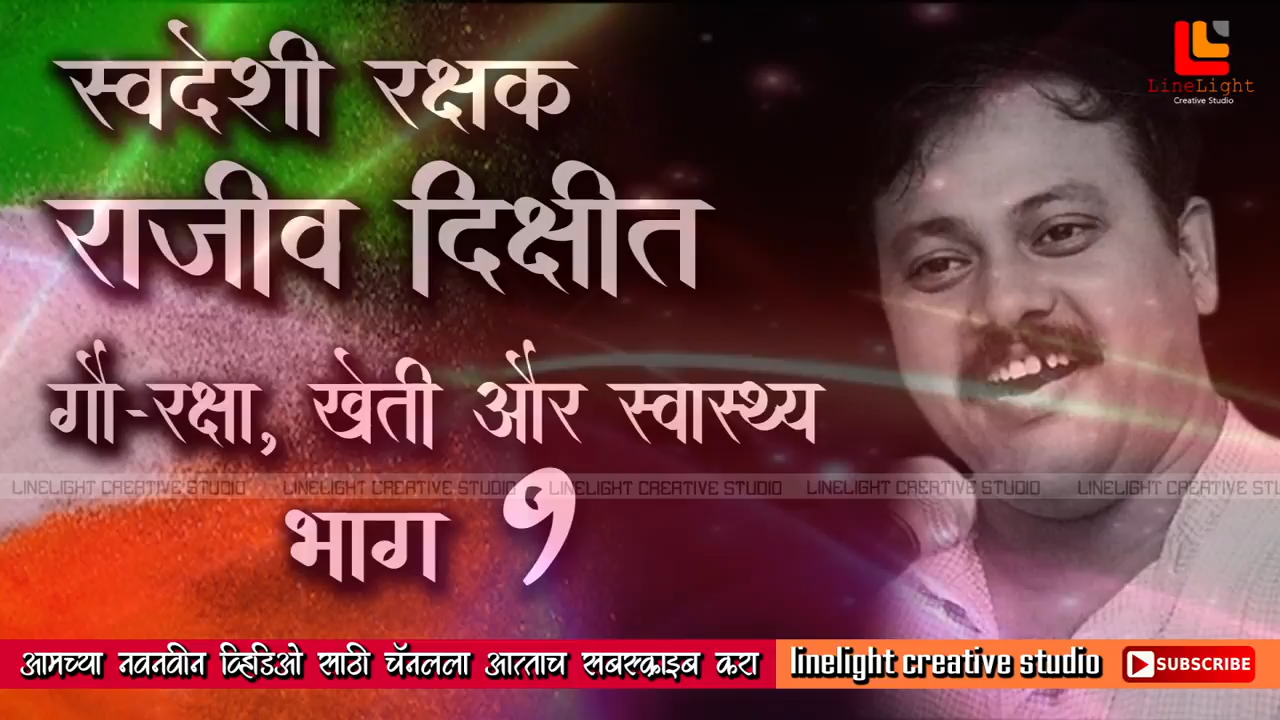 स्वदेशी रक्षक
LineLight
Creative Studio
राजीव दिक्षीत
गौ-रक्षा, खेती और स्वास्थ्य
LINELIGHT CREATIVE STUDIO LINELIGHT CREATIVE STUDIO LINELIGHT CREATIVE STUDIO LINELIGHT CREATIVE STUDIO LINELIGHT CREATIVE STUDIO
भाग १
आमच्या नवनवीन व्हिडिओ साठी चॅनलला आत्ताच सबस्क्राइब करा linelight creative studio SUBSCRIBE